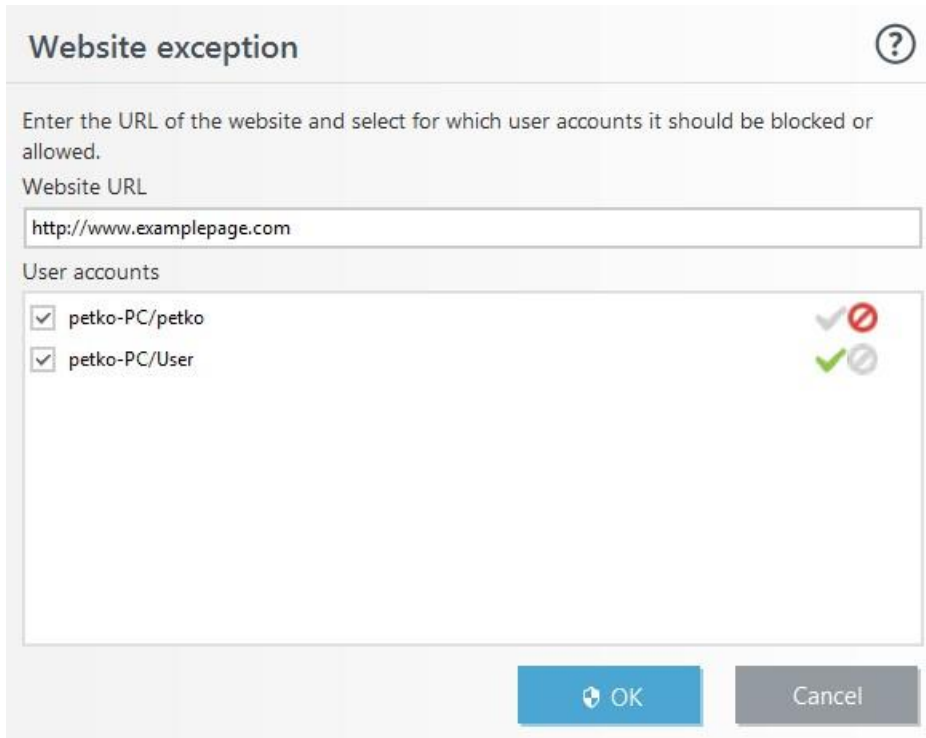 Website exception
?
Enter the URL of the website and select for which user accounts it should be blocked or
allowed.
Website URL
http://www.examplepage.com
User accounts
petko-PC/petko
petko-PC/User
OK
Cancel